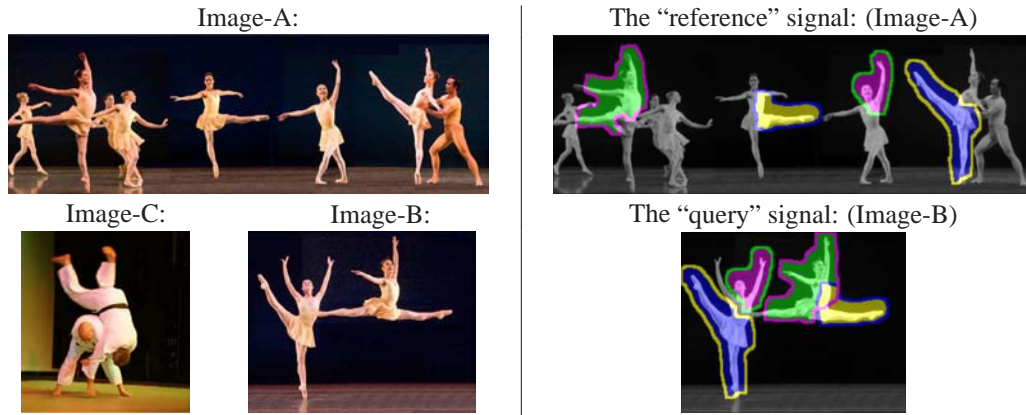 Image-A:
The “reference” signal: (Image-A)
Image-C:
Image-B:
The “query” signal: (Image-B)